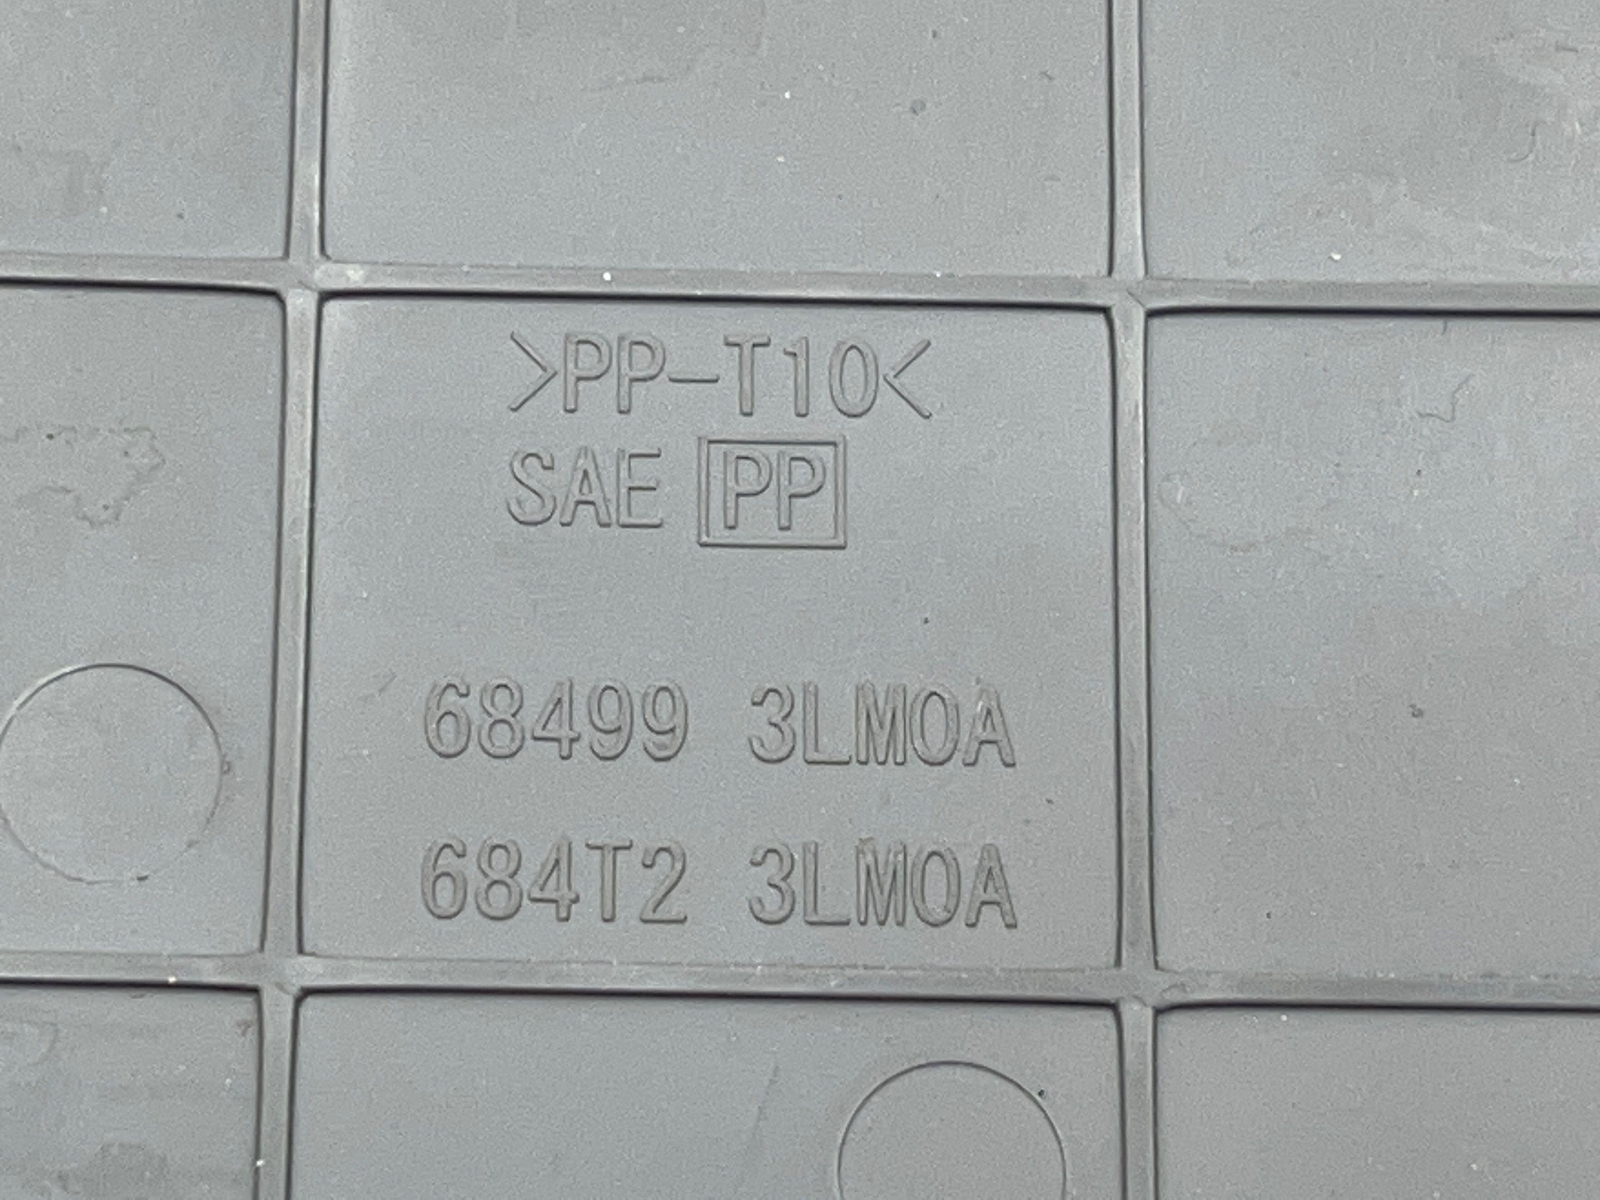 >PP-T10<
SAE PP
68499 3LM0A
684T2 3LM0A